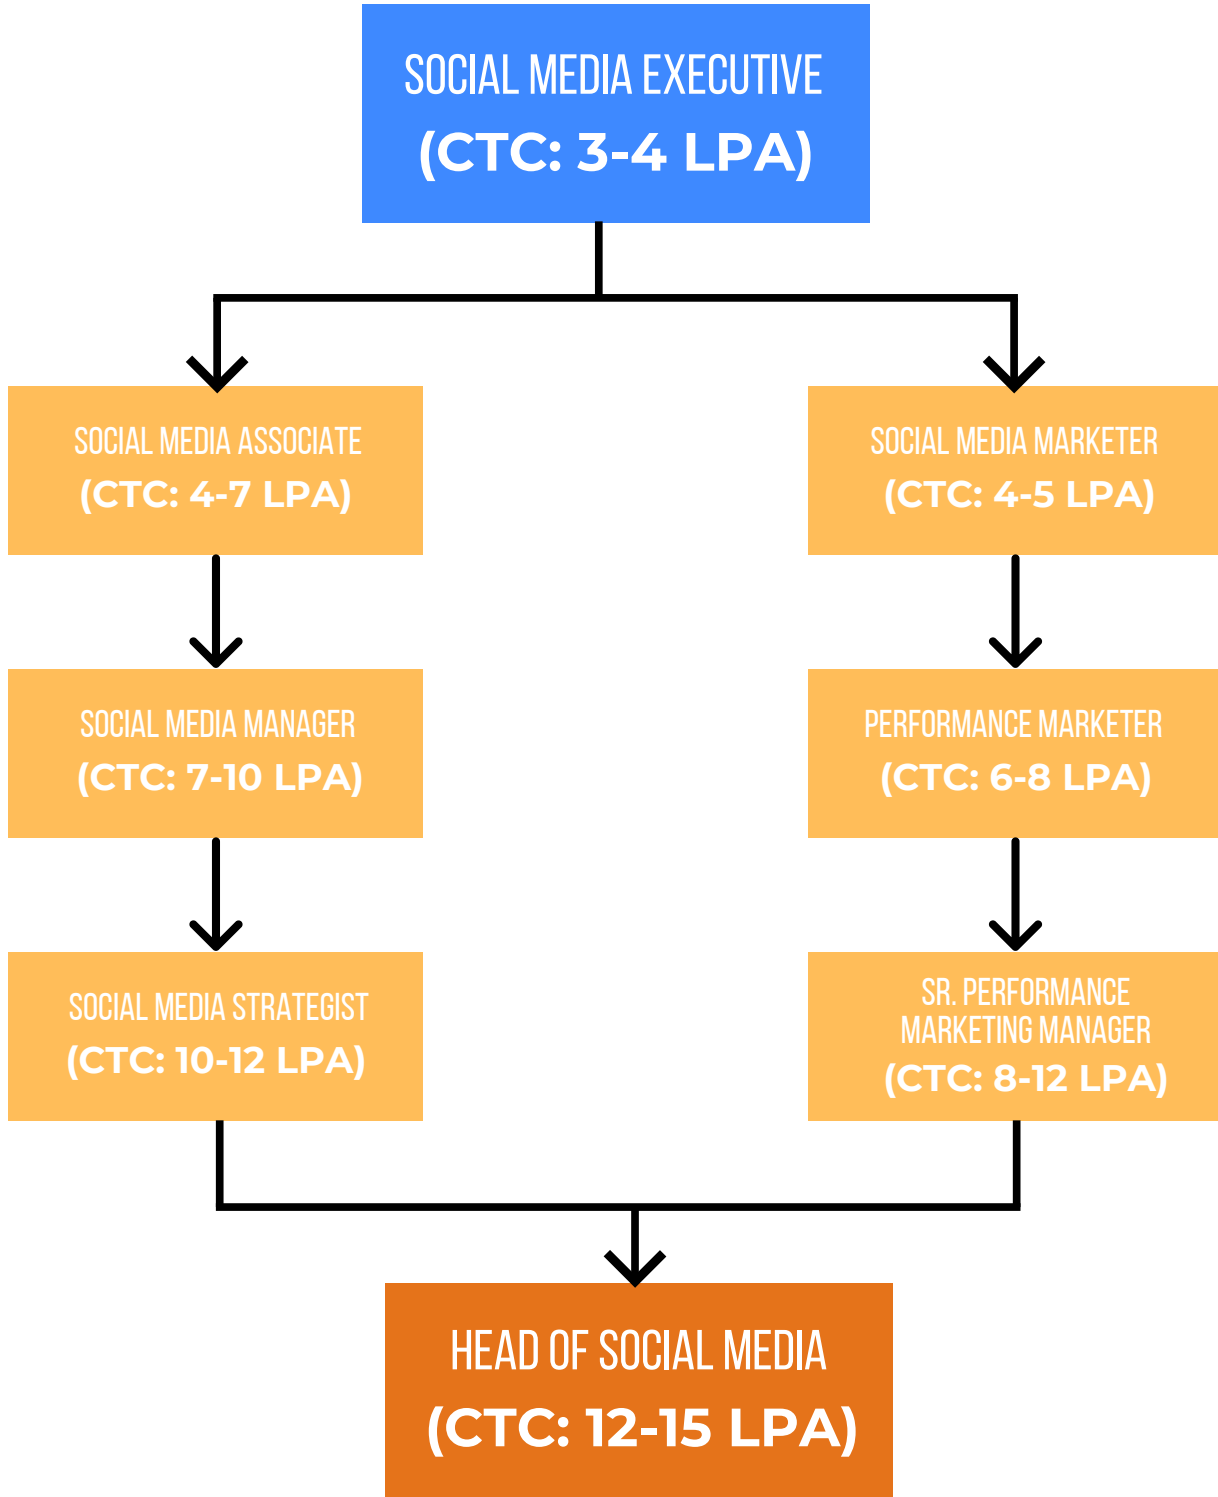 SOCIAL MEDIA EXECUTIVE
(CTC: 3-4 LPA)
SOCIAL MEDIA ASSOCIATE
(CTC: 4-7 LPA)
SOCIAL MEDIA MARKETER
(CTC: 4-5 LPA)
SOCIAL MEDIA MANAGER
(CTC: 7-10 LPA)
PERFORMANCE MARKETER
(CTC: 6-8 LPA)
SOCIAL MEDIA STRATEGIST
(CTC: 10-12 LPA)
SR. PERFORMANCE
MARKETING MANAGER
(CTC: 8-12 LPA)
HEAD OF SOCIAL MEDIA
(CTC: 12-15 LPA)